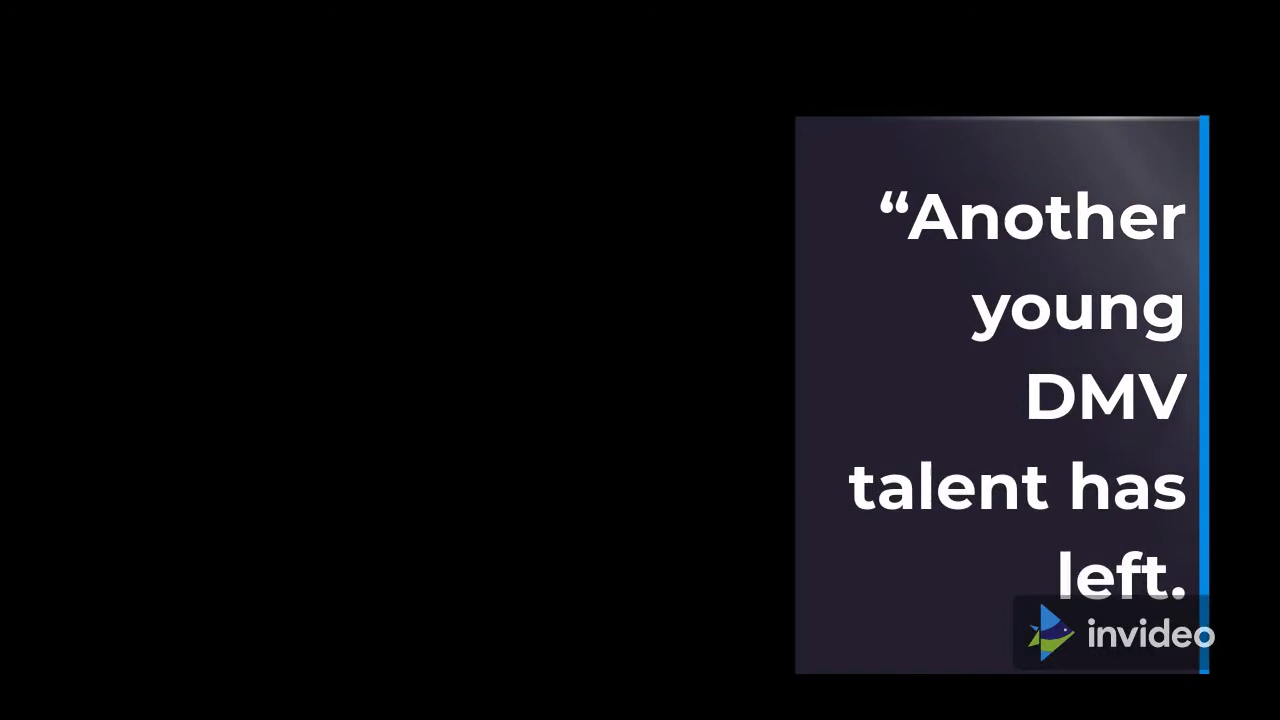 “Another
young
DMV
talent has
left.
invideo